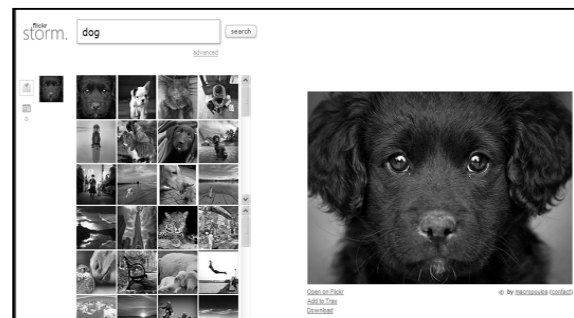 flickr
storm.
dog
search
advanced
Open on Flickr
© by macropoulos (contact)
Add to Tray
Download